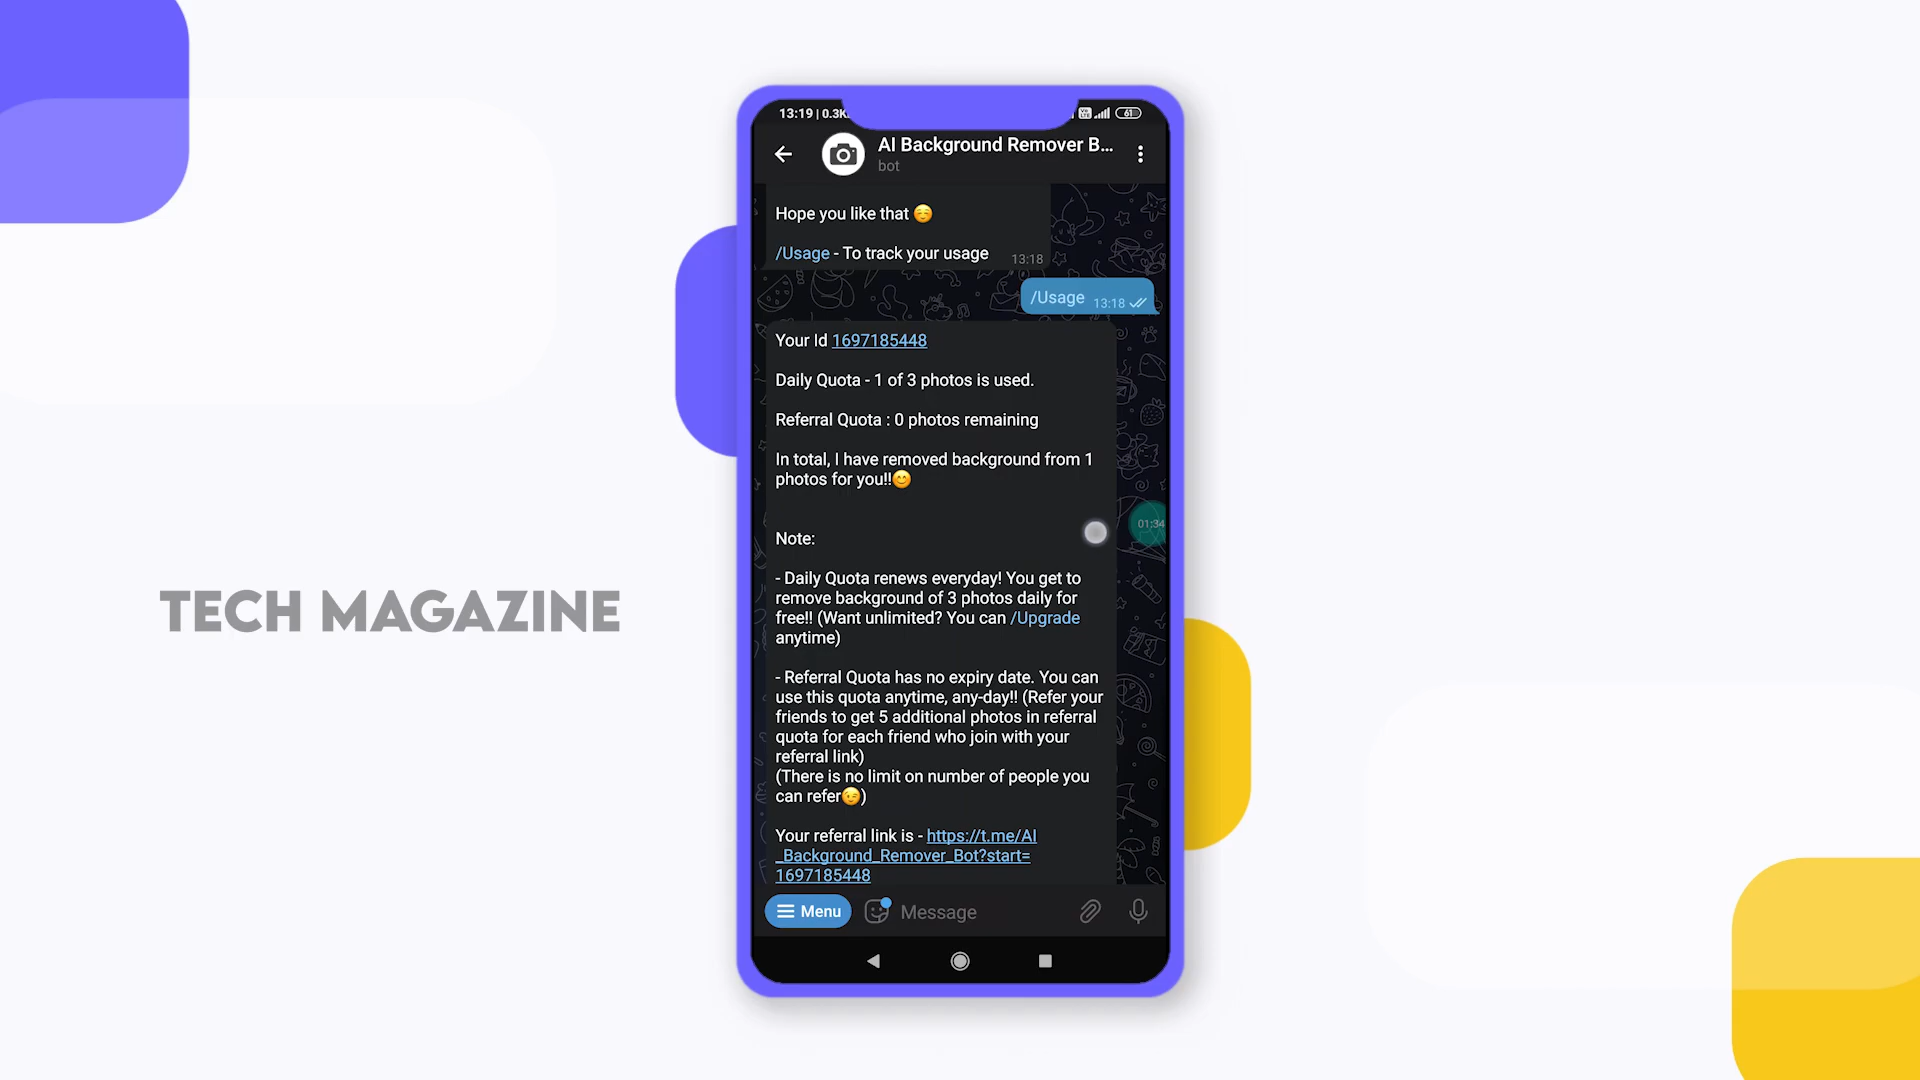 13:19 | 0.3K
61
AI Background Remover B...
bot
Hope you like that 😊
/Usage - To track your usage
13:18
/Usage 13:18
Your Id 1697185448
Daily Quota - 1 of 3 photos is used.
Referral Quota : 0 photos remaining
In total, I have removed background from 1
photos for you!!😊
Note:
01:34
- Daily Quota renews everyday! You get to
remove background of 3 photos daily for
free!! (Want unlimited? You can /Upgrade
anytime)
- Referral Quota has no expiry date. You can
use this quota anytime, any-day!! (Refer your
friends to get 5 additional photos in referral
quota for each friend who join with your
referral link)
(There is no limit on number of people you
can refer😉)
Your referral link is - https://t.me/AI
_Background_Remover_Bot?start=
1697185448
Menu
Message
TECH MAGAZINE